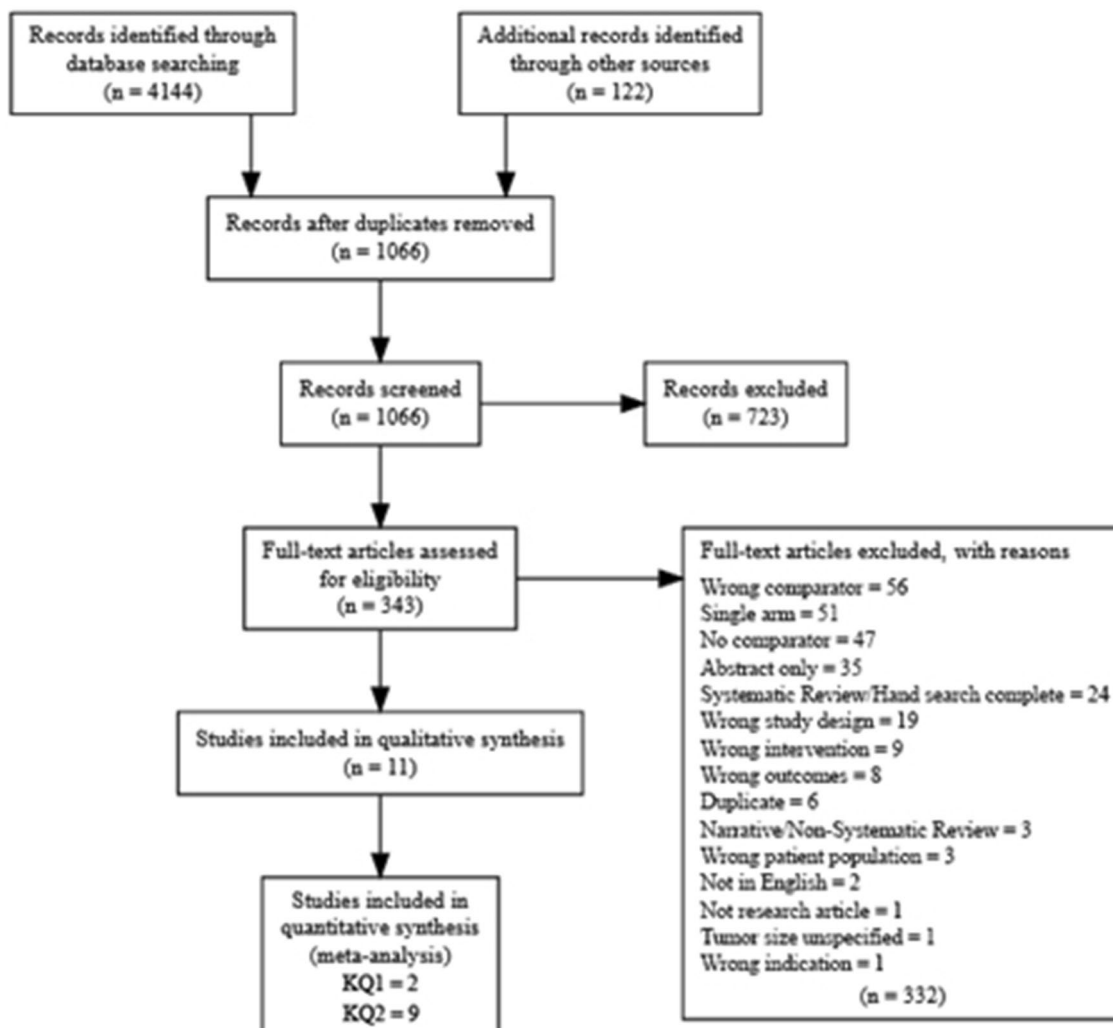 Records identified through
database searching
(n = 4144)
Additional records identified
through other sources
(n = 122)
Records after duplicates removed
(n = 1066)
Records screened
(n = 1066)
Records excluded
(n = 723)
Full-text articles assessed
for eligibility
(n = 343)
Full-text articles excluded, with reasons
Wrong comparator = 56
Single arm = 51
No comparator = 47
Abstract only = 35
Systematic Review/Hand search complete = 24
Wrong study design = 19
Wrong intervention = 9
Wrong outcomes = 8
Duplicate = 6
Narrative/Non-Systematic Review = 3
Wrong patient population = 3
Not in English = 2
Not research article = 1
Tumor size unspecified = 1
Wrong indication = 1
(n = 332)
Studies included in qualitative synthesis
(n = 11)
Studies included in
quantitative synthesis
(meta-analysis)
KQ1 = 2
KQ2 = 9